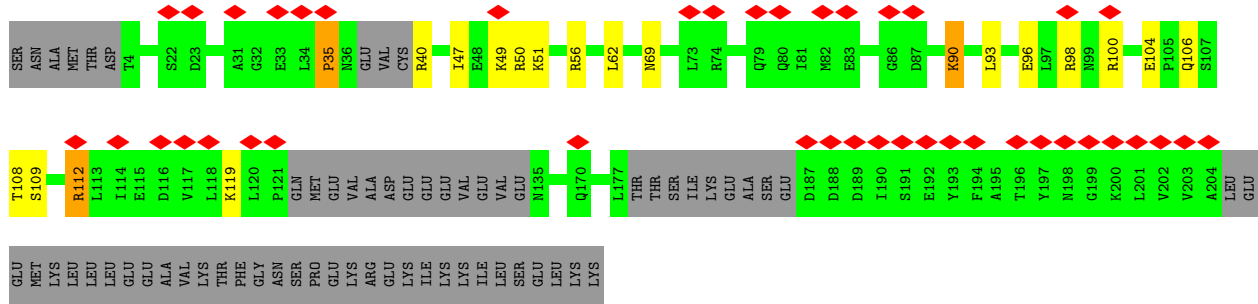 SER ASN ALA MET THR ASP T4 S22 D23 A31 G32 E33 L34 P35 N36 GLU VAL CYS R40 I47 E48 K49 R50 K51 R56 L62 N69 L73 R74 Q79 Q80 I81 M82 E83 G86 D87 K90 L93 E96 L97 R98 N99 R100 E104 P105 Q106 S107
T108 S109 R112 L113 I114 E115 D116 V117 L118 K119 L120 P121 GLN MET GLU VAL ALA ASP GLU GLU GLU VAL GLU VAL GLU N135 Q170 L177 THR THR SER ILE LYS GLU ALA SER GLU D187 D188 D189 I190 S191 E192 Y193 F194 A195 T196 Y197 N198 G199 K200 L201 V202 V203 A204 LEU GLU
GLU MET LYS LEU LEU LEU GLU GLU ALA VAL LYS THR PHE GLY ASN SER PRO GLU LYS ARG GLU LYS ILE LYS LYS ILE LEU SER GLU LEU LYS LYS